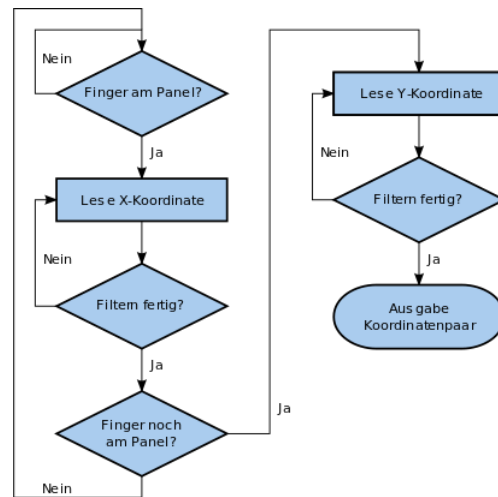 Nein
Finger am Panel?
Ja
Lese X-Koordinate
Nein
Filtern fertig?
Ja
Finger noch
am Panel?
Ja
Nein
Lese Y-Koordinate
Nein
Filtern fertig?
Ja
Ausgabe
Koordinatenpaar